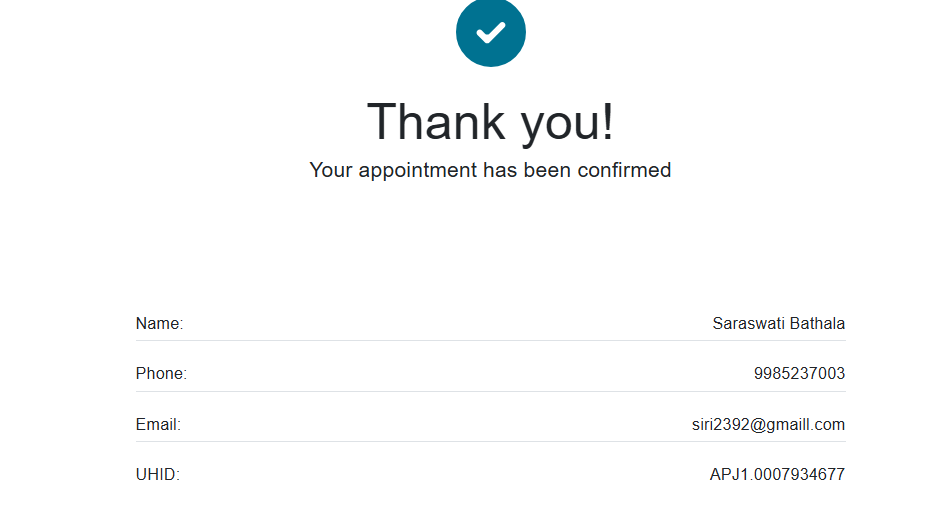 Thank you!
Your appointment has been confirmed
Name: Saraswati Bathala
Phone: 9985237003
Email: siri2392@gmaill.com
UHID: APJ1.0007934677